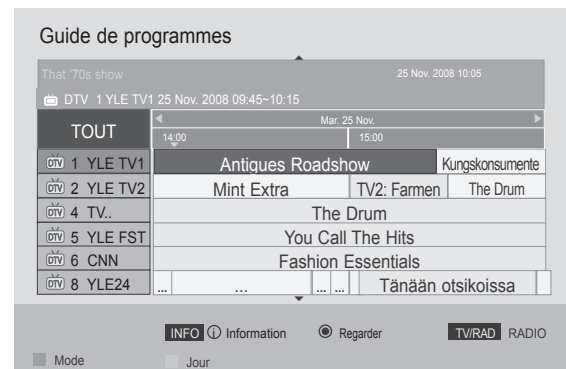 Guide de programmes
That '70s show 25 Nov. 2008 10:05
DTV 1 YLE TV1 25 Nov. 2008 09:45~10:15
TOUT
Mar. 25 Nov.
14:00 15:00
DTV 1 YLE TV1 Antigues Roadshow Kungskonsumente
DTV 2 YLE TV2 Mint Extra TV2: Farmen The Drum
DTV 4 TV.. The Drum
DTV 5 YLE FST You Call The Hits
DTV 6 CNN Fashion Essentials
DTV 8 YLE24 ... ... ... ... Tänään otsikoissa
INFO i Information Regarder TV/RAD RADIO
Mode Jour